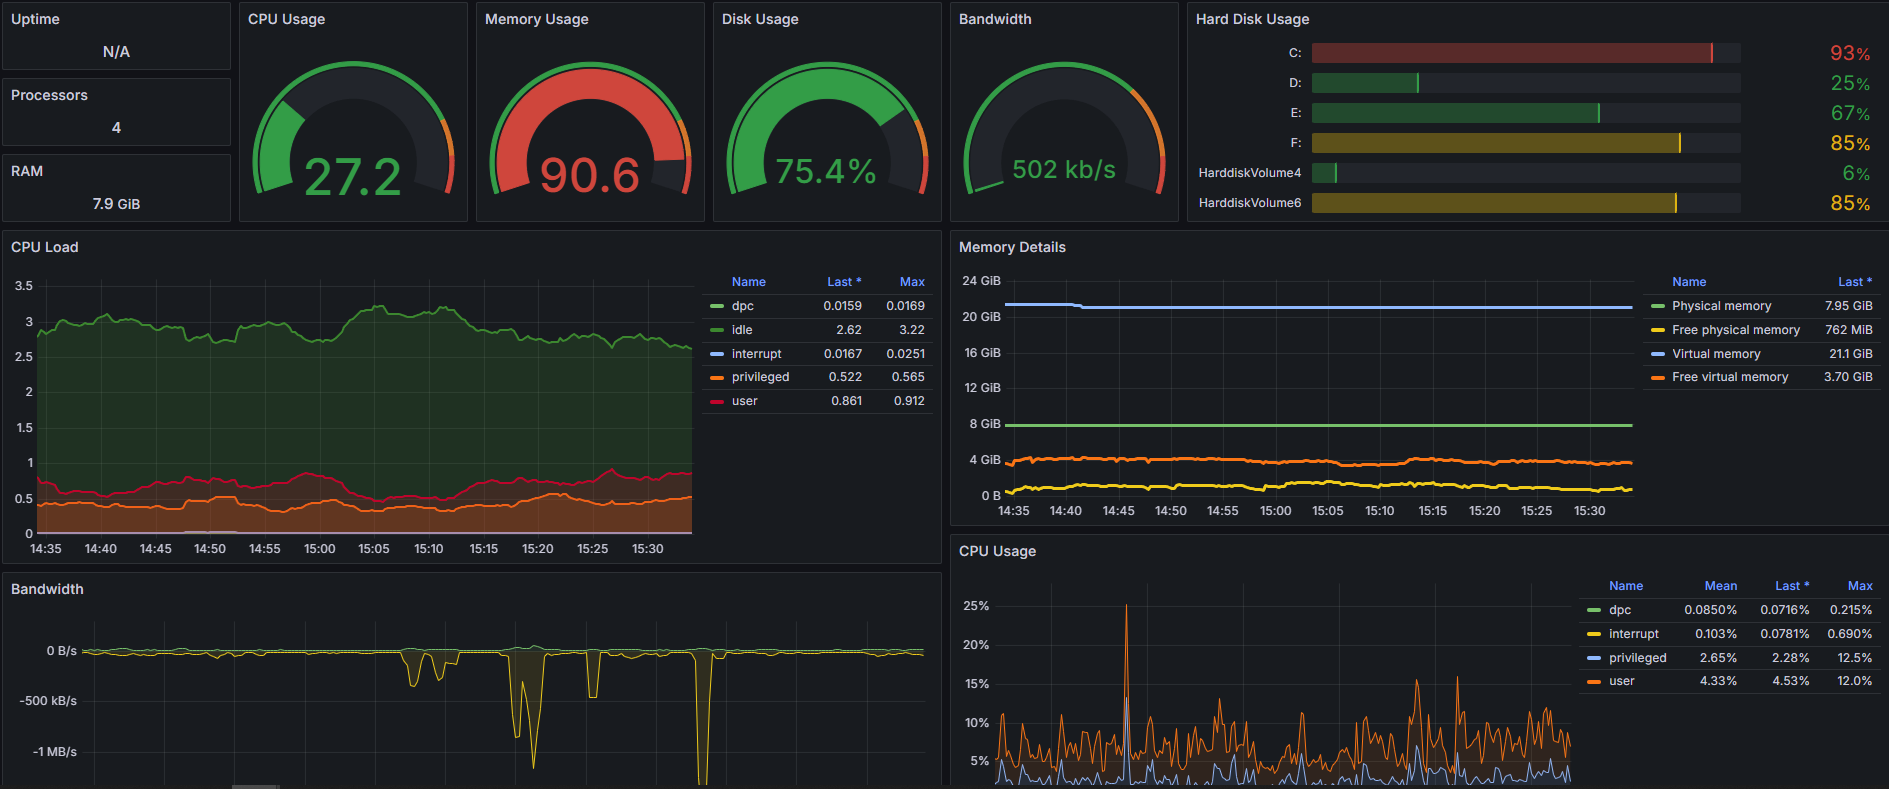 Uptime
N/A
Processors
4
RAM
7.9 GiB
CPU Usage
27.2
Memory Usage
90.6
Disk Usage
75.4%
Bandwidth
502 kb/s
Hard Disk Usage
C: 93%
D: 25%
E: 67%
F: 85%
HarddiskVolume4 6%
HarddiskVolume6 85%
CPU Load
3.5
3
2.5
2
1.5
1
0.5
0
14:35 14:40 14:45 14:50 14:55 15:00 15:05 15:10 15:15 15:20 15:25 15:30
Name Last * Max
dpc 0.0159 0.0169
idle 2.62 3.22
interrupt 0.0167 0.0251
privileged 0.522 0.565
user 0.861 0.912
Memory Details
24 GiB
20 GiB
16 GiB
12 GiB
8 GiB
4 GiB
0 B
14:35 14:40 14:45 14:50 14:55 15:00 15:05 15:10 15:15 15:20 15:25 15:30
Name Last *
Physical memory 7.95 GiB
Free physical memory 762 MiB
Virtual memory 21.1 GiB
Free virtual memory 3.70 GiB
Bandwidth
0 B/s
-500 kB/s
-1 MB/s
CPU Usage
25%
20%
15%
10%
5%
Name Mean Last * Max
dpc 0.0850% 0.0716% 0.215%
interrupt 0.103% 0.0781% 0.690%
privileged 2.65% 2.28% 12.5%
user 4.33% 4.53% 12.0%